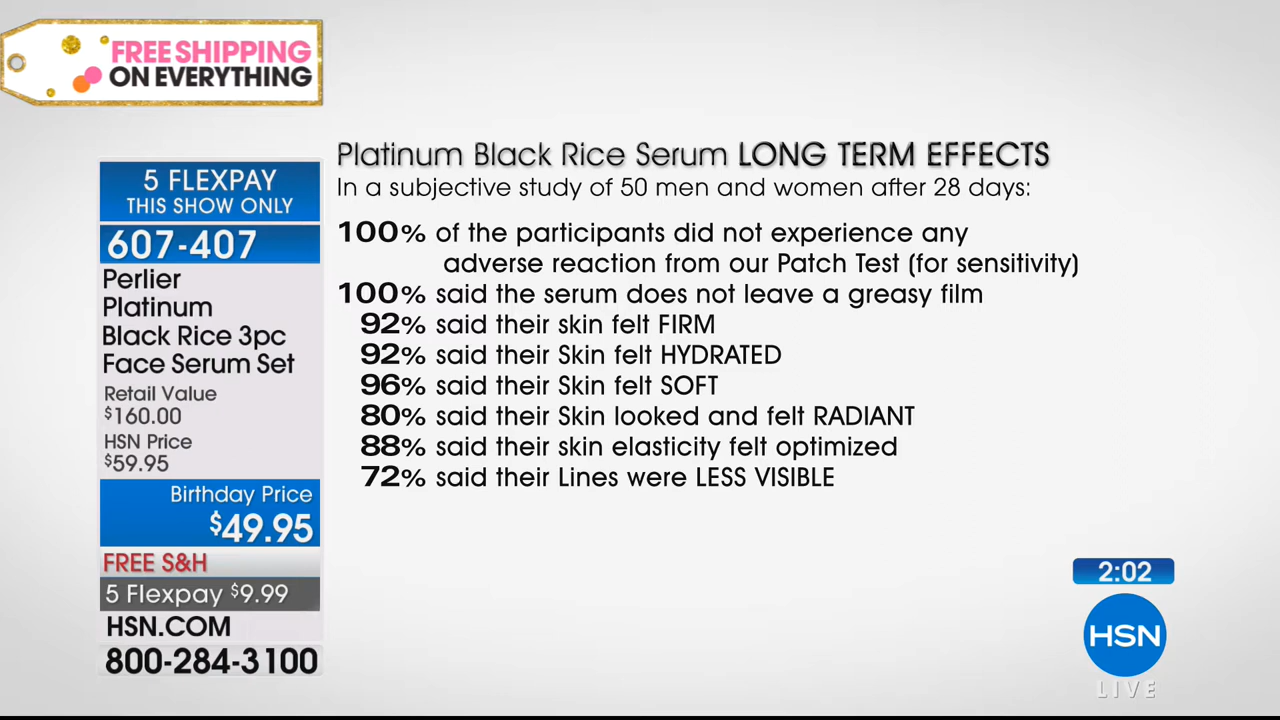 FREE SHIPPING
ON EVERYTHING
5 FLEXPAY
THIS SHOW ONLY
607-407
Perlier
Platinum
Black Rice 3pc
Face Serum Set
Retail Value
$160.00
HSN Price
$59.95
Birthday Price
$49.95
FREE S&H
5 Flexpay $9.99
HSN.COM
800-284-3100
Platinum Black Rice Serum LONG TERM EFFECTS
In a subjective study of 50 men and women after 28 days:
100% of the participants did not experience any
adverse reaction from our Patch Test (for sensitivity)
100% said the serum does not leave a greasy film
92% said their skin felt FIRM
92% said their Skin felt HYDRATED
96% said their Skin felt SOFT
80% said their Skin looked and felt RADIANT
88% said their skin elasticity felt optimized
72% said their Lines were LESS VISIBLE
2:02
HSN
LIVE